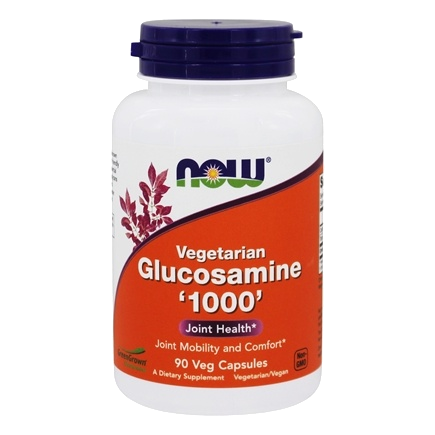 NOW
Vegetarian
Glucosamine
‘1000’
Joint Health*
Joint Mobility and Comfort*
90 Veg Capsules
A Dietary Supplement Vegetarian/Vegan
GreenGrown
Non-
GMO